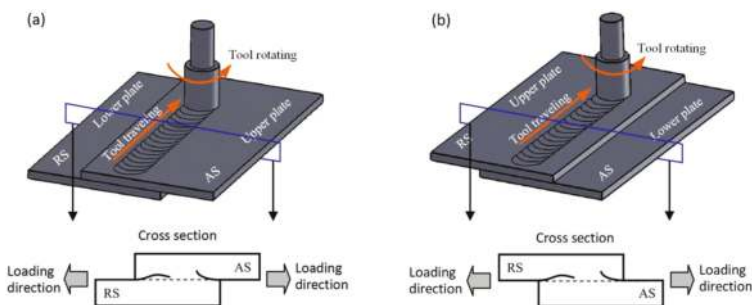 (a)
Tool rotating
Lower plate
Tool traveling
Upper plate
RS
AS
Cross section
Loading
direction
AS
RS
Loading
direction
(b)
Tool rotating
Upper plate
Tool traveling
Lower plate
RS
AS
Cross section
Loading
direction
RS
AS
Loading
direction